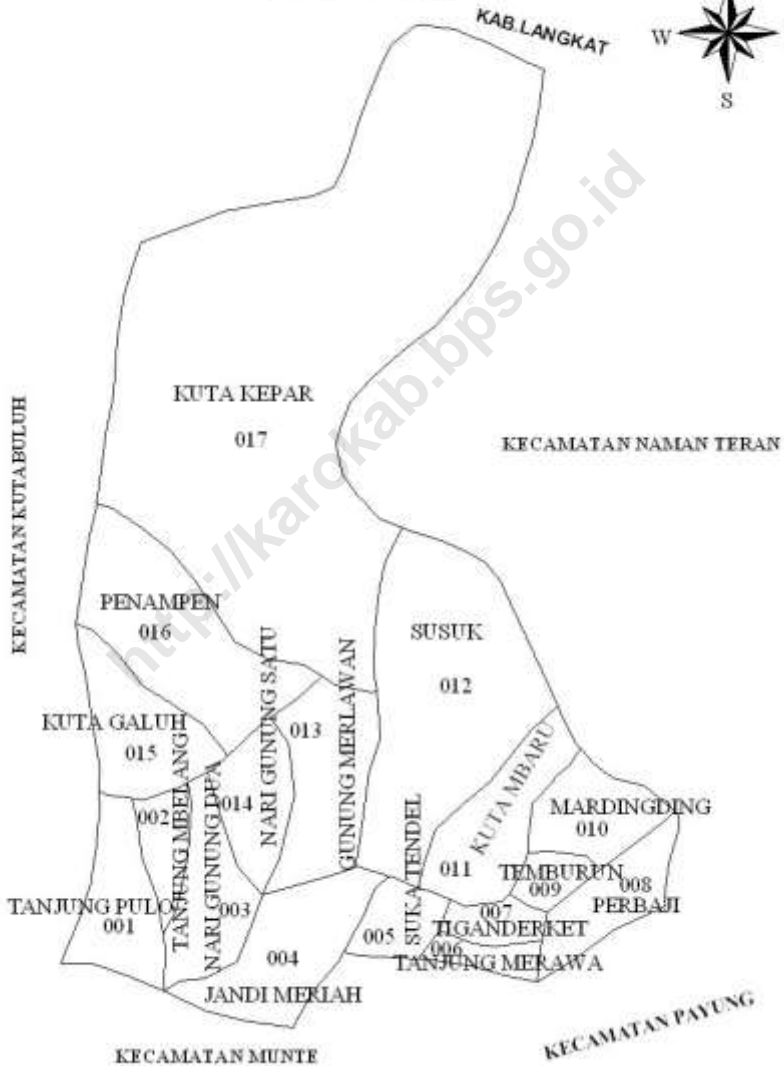 KAB.LANGKAT
W
S
http://karokab.bps.go.id
KUTA KEPAR
017
KECAMATAN NAMAN TERAN
KECAMATAN KUTABULUH
PENAMPEN
016
SUSUK
012
NARI GUNUNG SATU
GUNUNG MERLAWAN
013
KUTA GALUH
015
TANJUNG MBELANG
002
NARI GUNUNG DUA
014
KUTA MBARU
011
MARDINGDING
010
SUKA TENDEL
TEMBURUN
009
008
PERBAJI
TANJUNG PULO
001
003
007
TIGANDERKET
005
006
TANJUNG MERAWA
004
JANDI MERIAH
KECAMATAN PAYUNG
KECAMATAN MUNTE